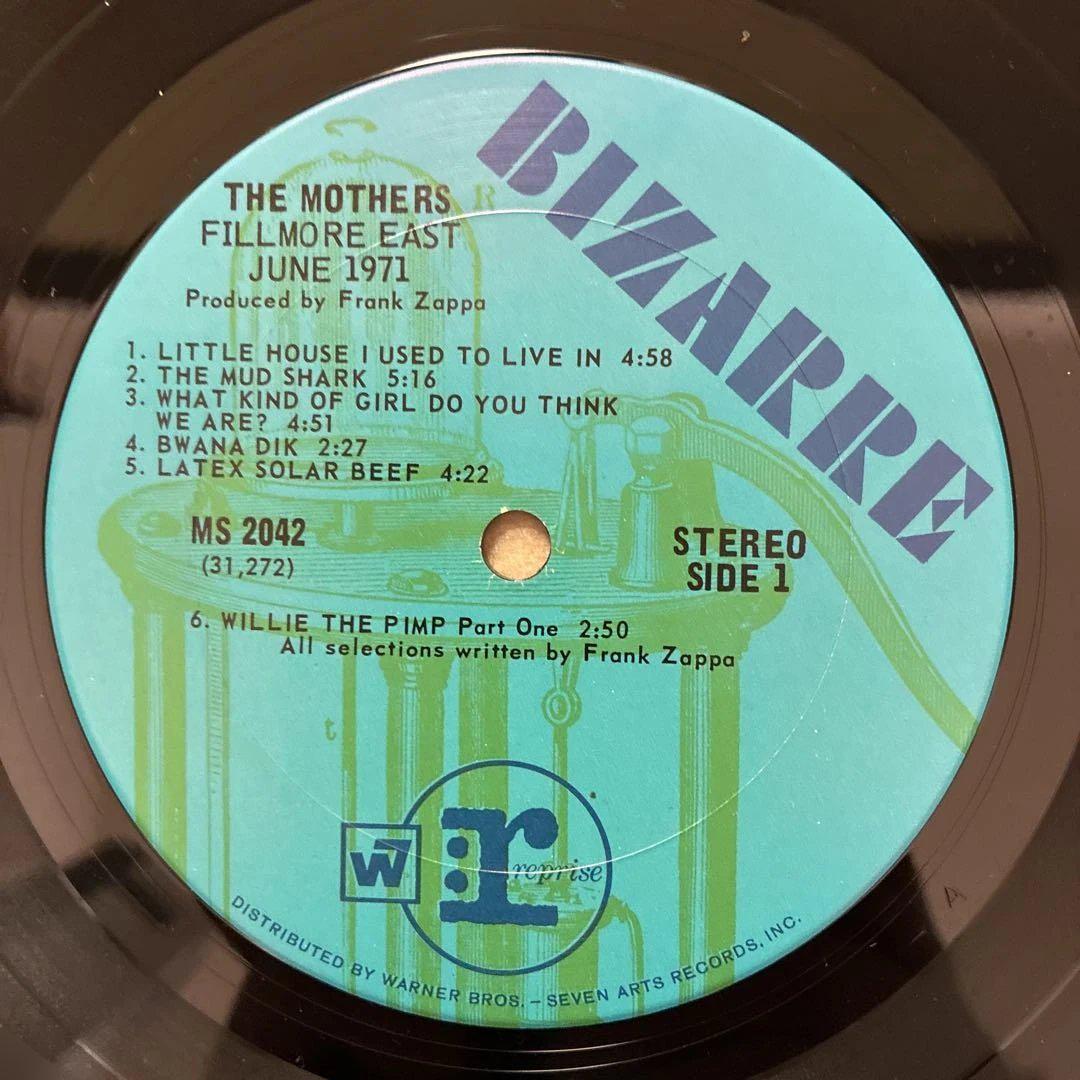 BIZARRE
THE MOTHERS
R
FILLMORE EAST
JUNE 1971
Produced by Frank Zappa
1. LITTLE HOUSE I USED TO LIVE IN 4:58
2. THE MUD SHARK 5:16
3. WHAT KIND OF GIRL DO YOU THINK
WE ARE? 4:51
4. BWANA DIK 2:27
5. LATEX SOLAR BEEF 4:22
MS 2042
(31,272)
STEREO
SIDE 1
6. WILLIE THE PIMP Part One 2:50
All selections written by Frank Zappa
t
W7
r: reprise
DISTRIBUTED BY WARNER BROS. – SEVEN ARTS RECORDS, INC.
A